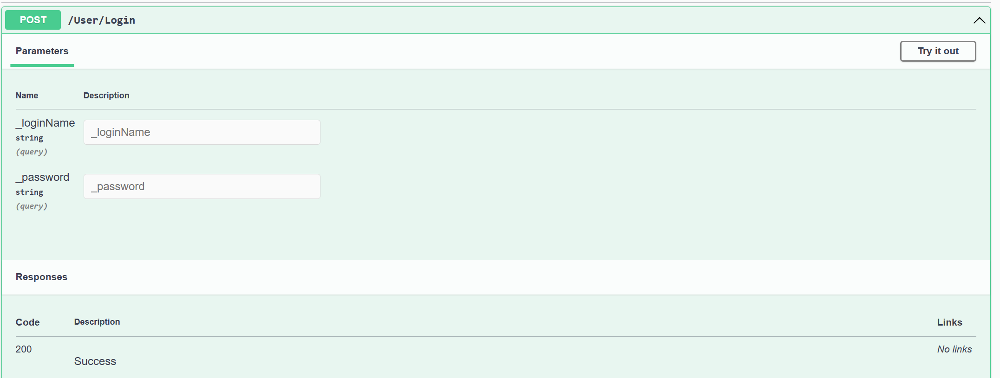 POST /User/Login
Parameters
Try it out
Name Description
_loginName
string
(query)
_loginName
_password
string
(query)
_password
Responses
Code Description Links
200
Success
No links